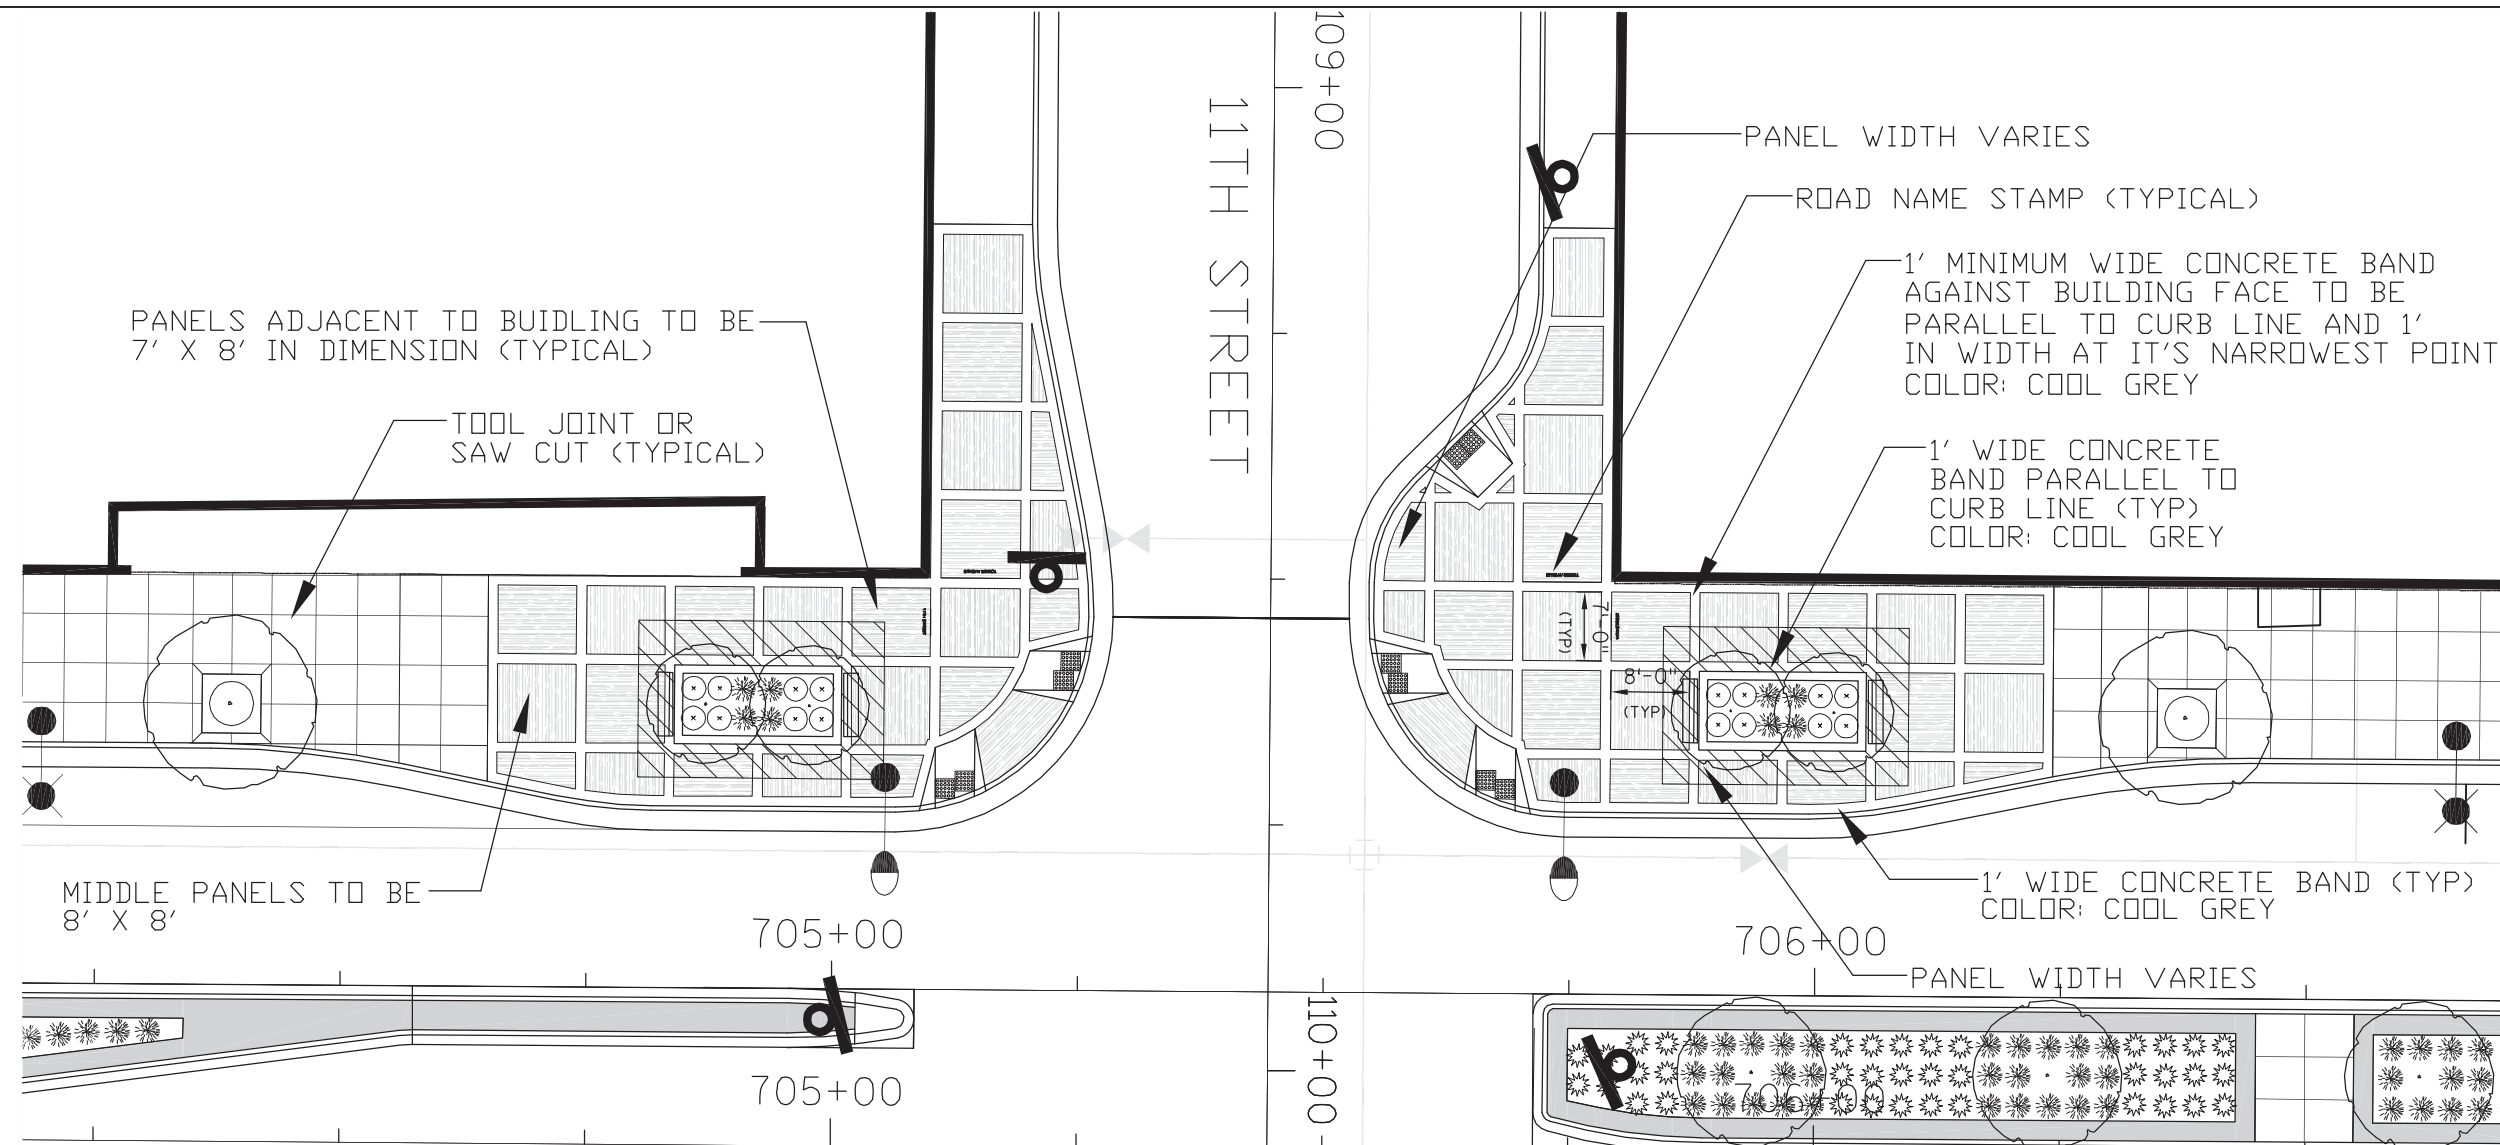 109+00
11TH STREET
PANEL WIDTH VARIES
ROAD NAME STAMP (TYPICAL)
1' MINIMUM WIDE CONCRETE BAND
AGAINST BUILDING FACE TO BE
PARALLEL TO CURB LINE AND 1'
IN WIDTH AT IT'S NARROWEST POINT
COLOR: COOL GREY
PANELS ADJACENT TO BUIDLING TO BE
7' X 8' IN DIMENSION (TYPICAL)
TOOL JOINT OR
SAW CUT (TYPICAL)
1' WIDE CONCRETE
BAND PARALLEL TO
CURB LINE (TYP)
COLOR: COOL GREY
7'-0"
(TYP)
8'-0"
(TYP)
MIDDLE PANELS TO BE
8' X 8'
1' WIDE CONCRETE BAND (TYP)
COLOR: COOL GREY
705+00
706+00
PANEL WIDTH VARIES
110+00
705+00
706+00